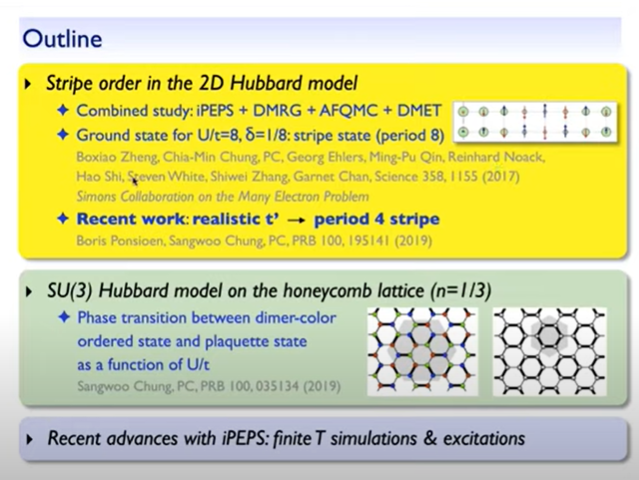 Outline
Stripe order in the 2D Hubbard model
Combined study: iPEPS + DMRG + AFQMC + DMET
Ground state for U/t=8, δ=1/8: stripe state (period 8)
Boxiao Zheng, Chia-Min Chung, PC, Georg Ehlers, Ming-Pu Qin, Reinhard Noack,
Hao Shi, Steven White, Shiwei Zhang, Garnet Chan, Science 358, 1155 (2017)
Simons Collaboration on the Many Electron Problem
Recent work: realistic t' → period 4 stripe
Boris Ponsioen, Sangwoo Chung, PC, PRB 100, 195141 (2019)
SU(3) Hubbard model on the honeycomb lattice (n=1/3)
Phase transition between dimer-color
ordered state and plaquette state
as a function of U/t
Sangwoo Chung, PC, PRB 100, 035134 (2019)
Recent advances with iPEPS: finite T simulations & excitations